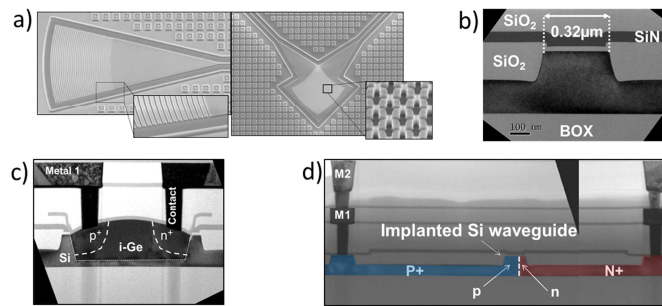 a)
b)
SiO2
0.32µm
SiN
SiO2
100 nm
BOX
c)
Metal 1
Contact
p+
n+
i-Ge
Si
d)
M2
M1
Implanted Si waveguide
P+
N+
p
n